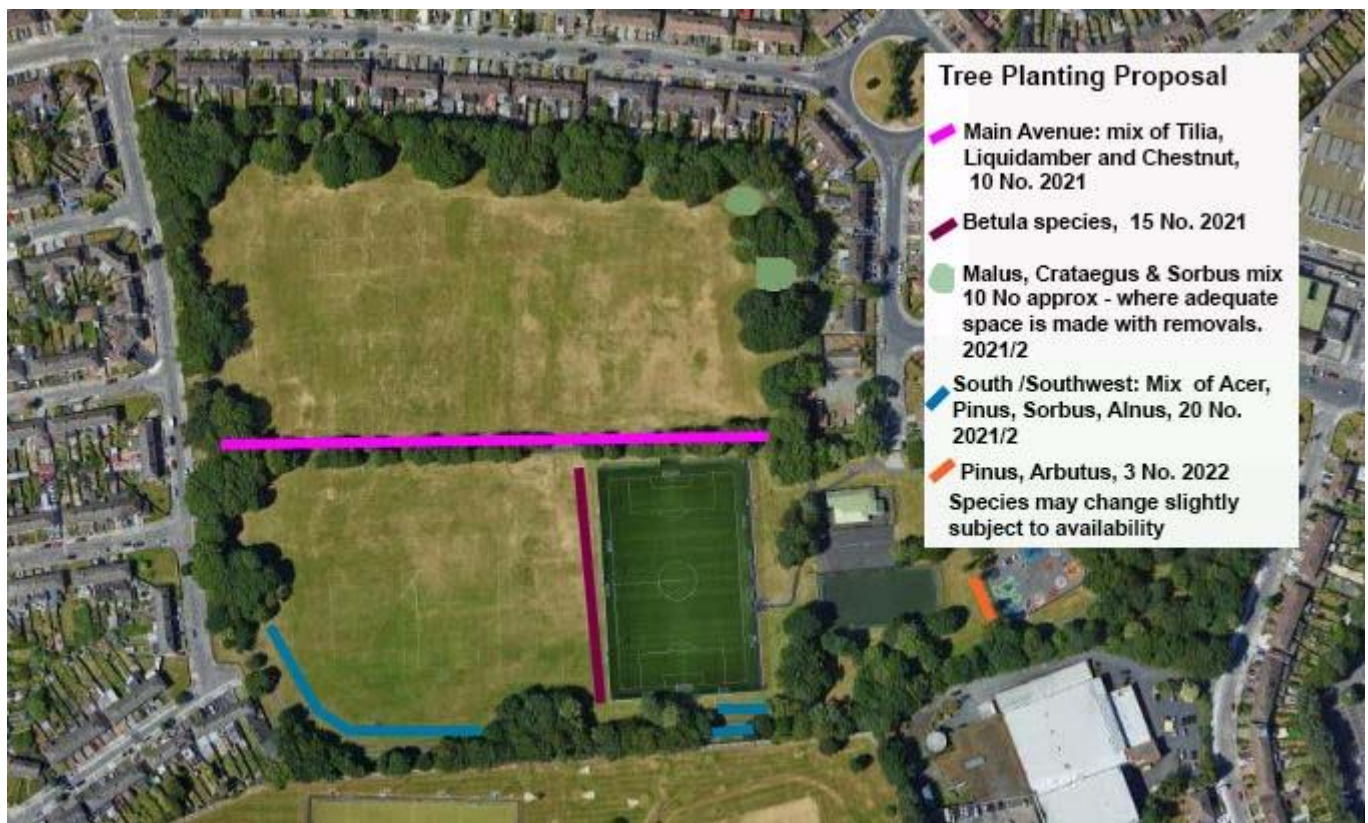 Tree Planting Proposal
Main Avenue: mix of Tilia,
Liquidamber and Chestnut,
10 No. 2021
Betula species, 15 No. 2021
Malus, Crataegus & Sorbus mix
10 No approx - where adequate
space is made with removals.
2021/2
South /Southwest: Mix of Acer,
Pinus, Sorbus, Alnus, 20 No.
2021/2
Pinus, Arbutus, 3 No. 2022
Species may change slightly
subject to availability